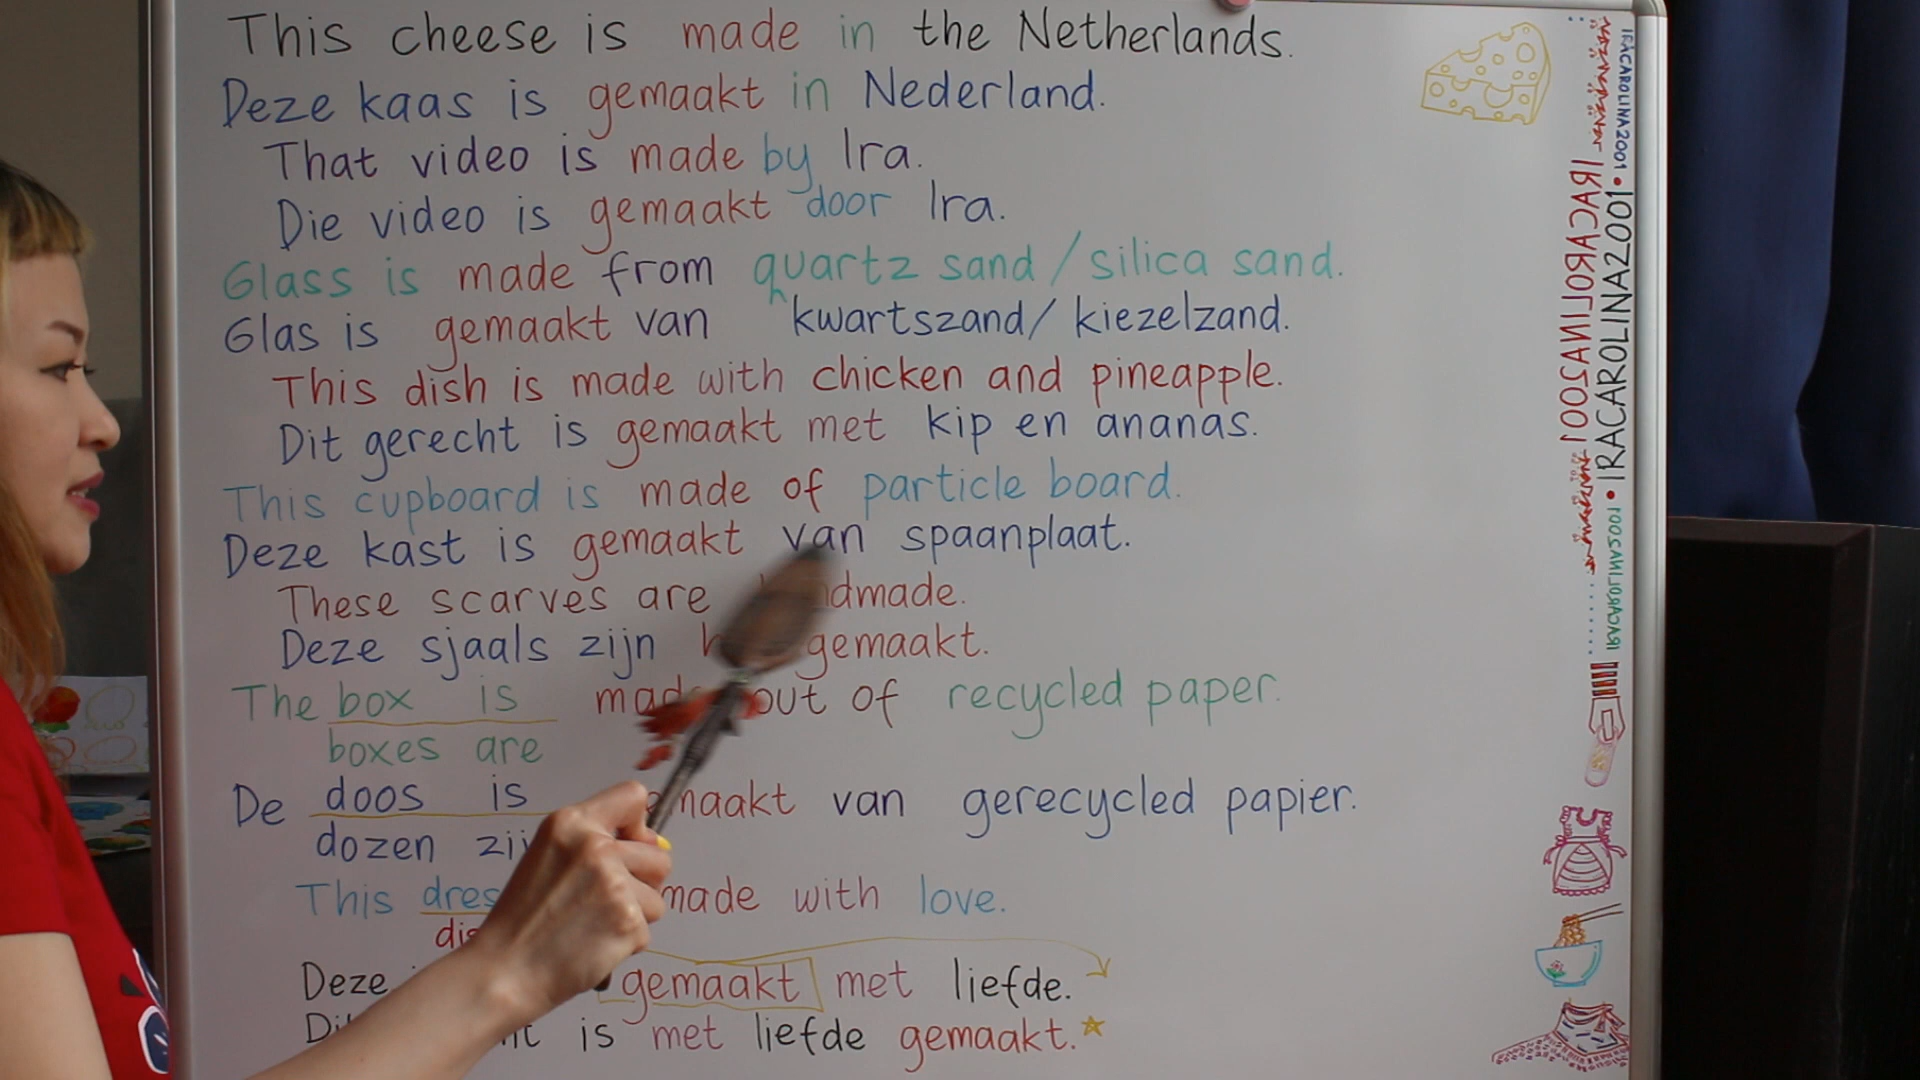 This cheese is made in the Netherlands.
Deze kaas is gemaakt in Nederland.
That video is made by Ira.
Die video is gemaakt door Ira.
Glass is made from quartz sand / silica sand.
Glas is gemaakt van kwartszand / kiezelzand.
This dish is made with chicken and pineapple.
Dit gerecht is gemaakt met kip en ananas.
This cupboard is made of particle board.
Deze kast is gemaakt van spaanplaat.
These scarves are
Deze sjaals zijn
The box is out of recycled paper.
boxes are
De doos is van gerecycled papier.
dozen
This made with love.
Deze gemaakt met liefde.
is met liefde gemaakt.
IRACAROLINA2001 • IRACAROLINA2001 • IRACAROLINA2001